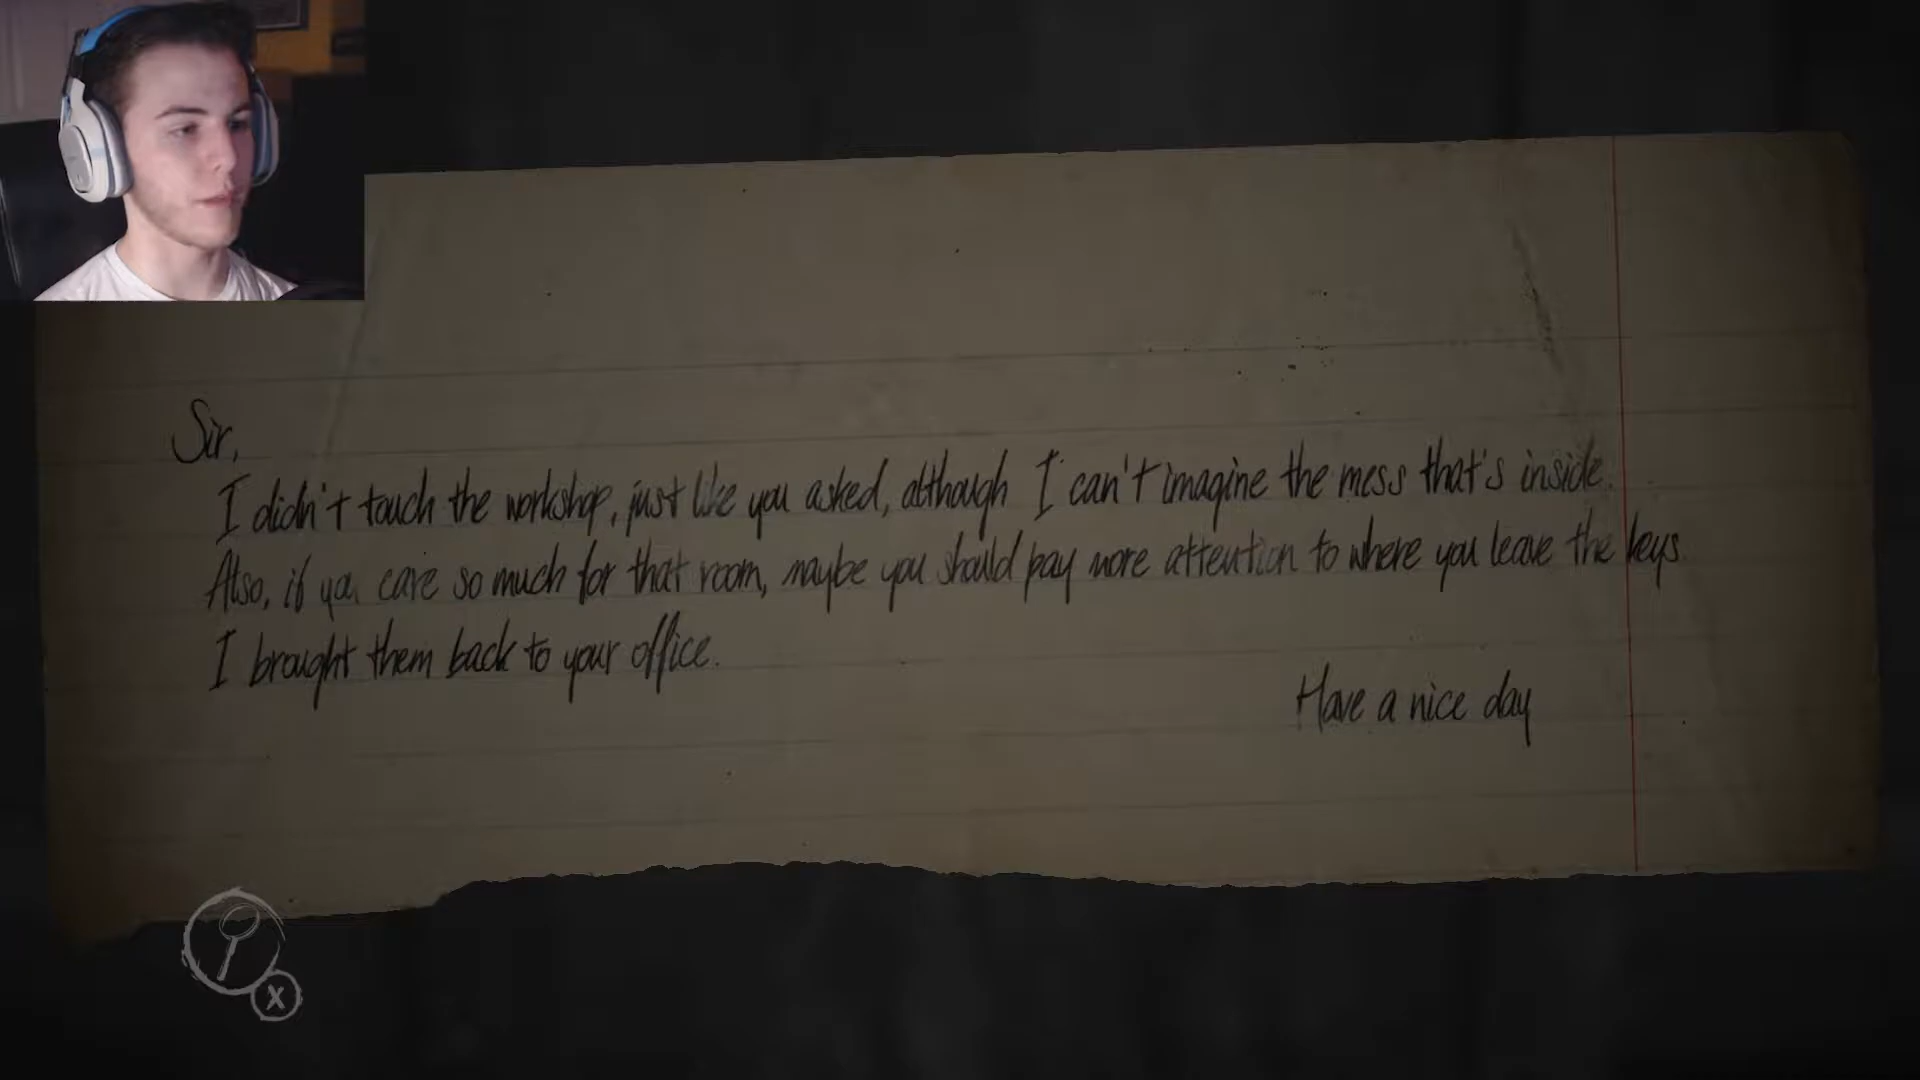 Sir,
I didn't touch the workshop, just like you asked, although I can't imagine the mess that's inside.
Also, if you care so much for that room, maybe you should pay more attention to where you leave the keys
I brought them back to your office.
Have a nice day
X